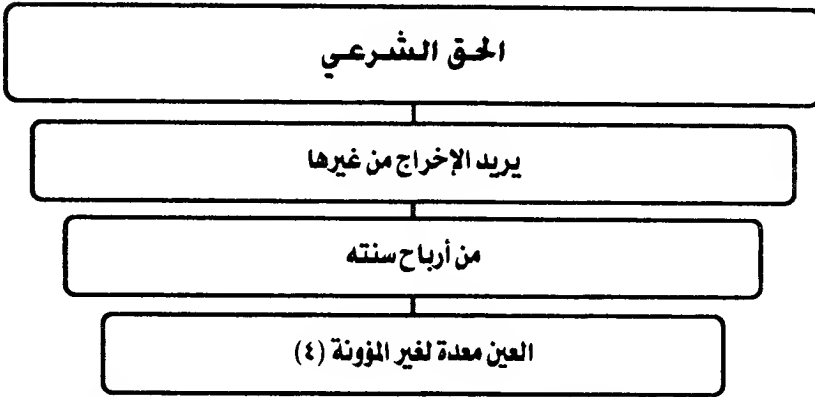 الحق الشرعي
يريد الإخراج من غيرها
من أرباح سنته
العين معدة لغير المؤونة (٤)